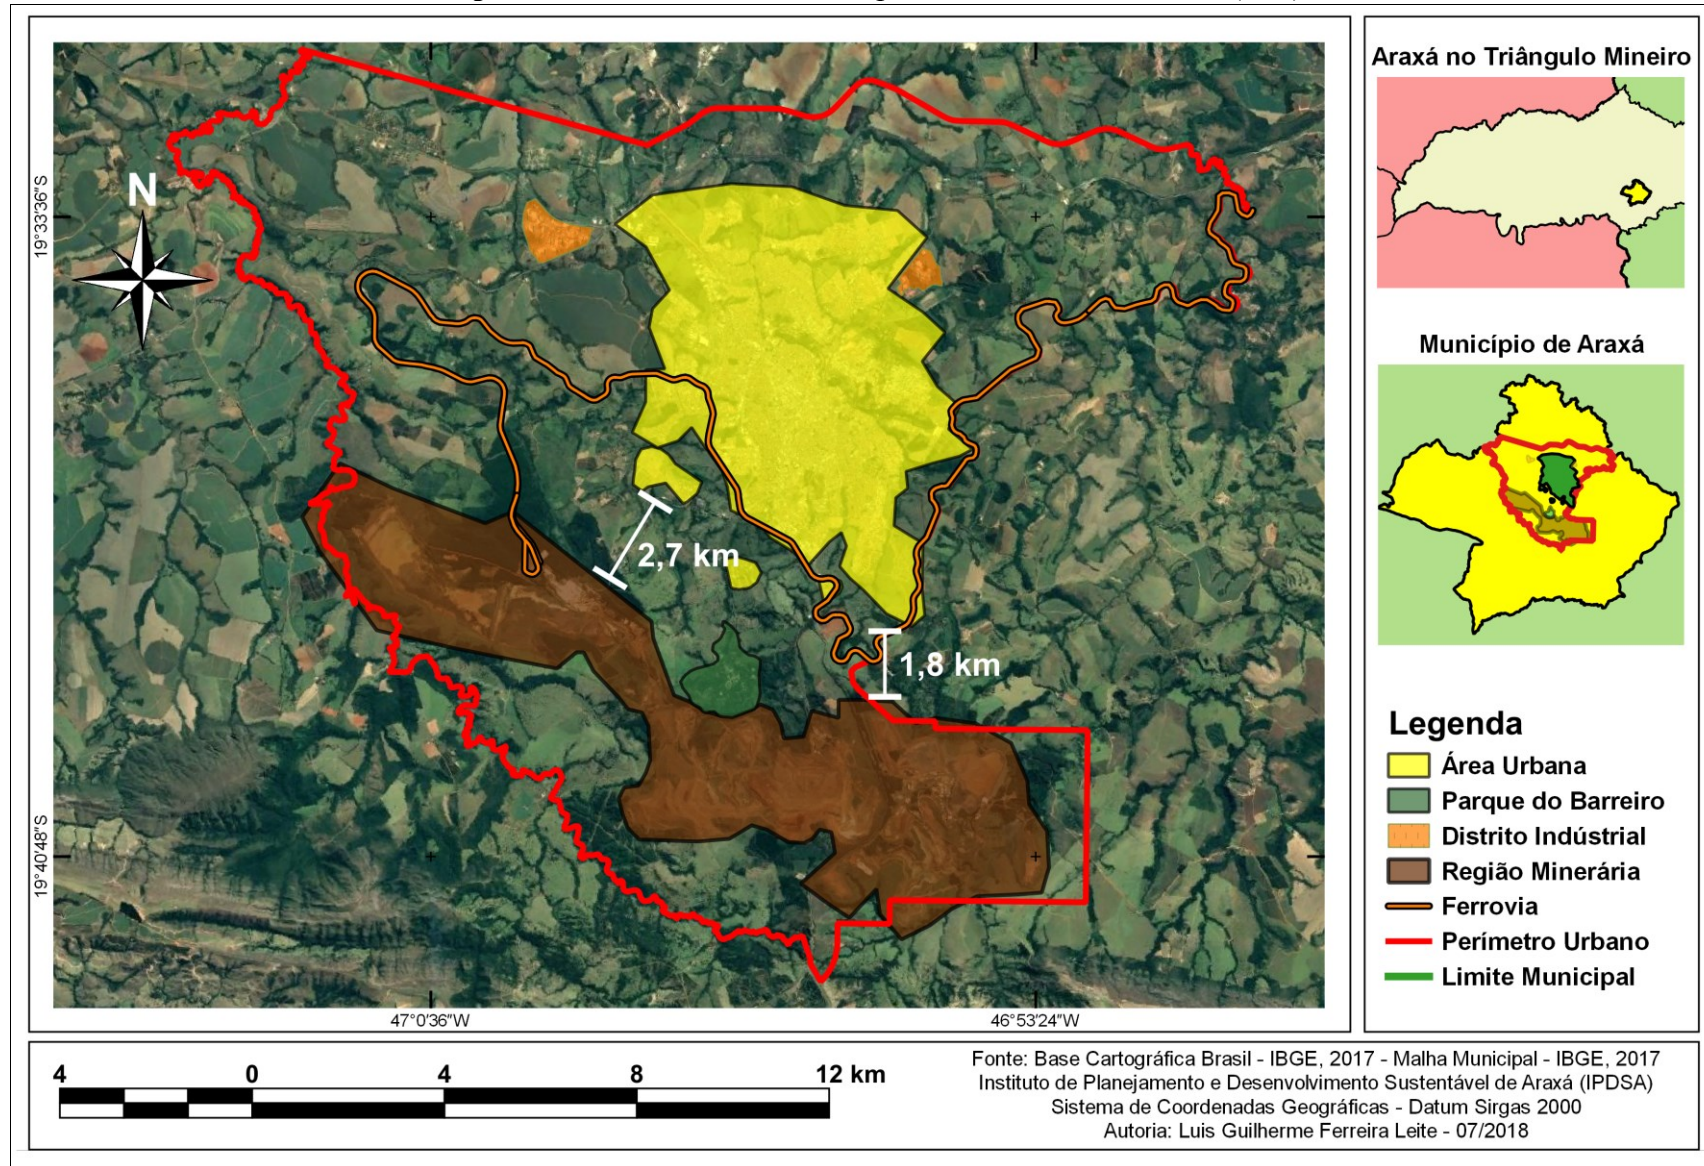 N
19°33'36"S
19°40'48"S
47°0'36"W
46°53'24"W
2,7 km
1,8 km
Araxá no Triângulo Mineiro
Município de Araxá
Legenda
Área Urbana
Parque do Barreiro
Distrito Indústrial
Região Minerária
Ferrovia
Perímetro Urbano
Limite Municipal
4 0 4 8 12 km
Fonte: Base Cartográfica Brasil - IBGE, 2017 - Malha Municipal - IBGE, 2017
Instituto de Planejamento e Desenvolvimento Sustentável de Araxá (IPDSA)
Sistema de Coordenadas Geográficas - Datum Sirgas 2000
Autoria: Luis Guilherme Ferreira Leite - 07/2018